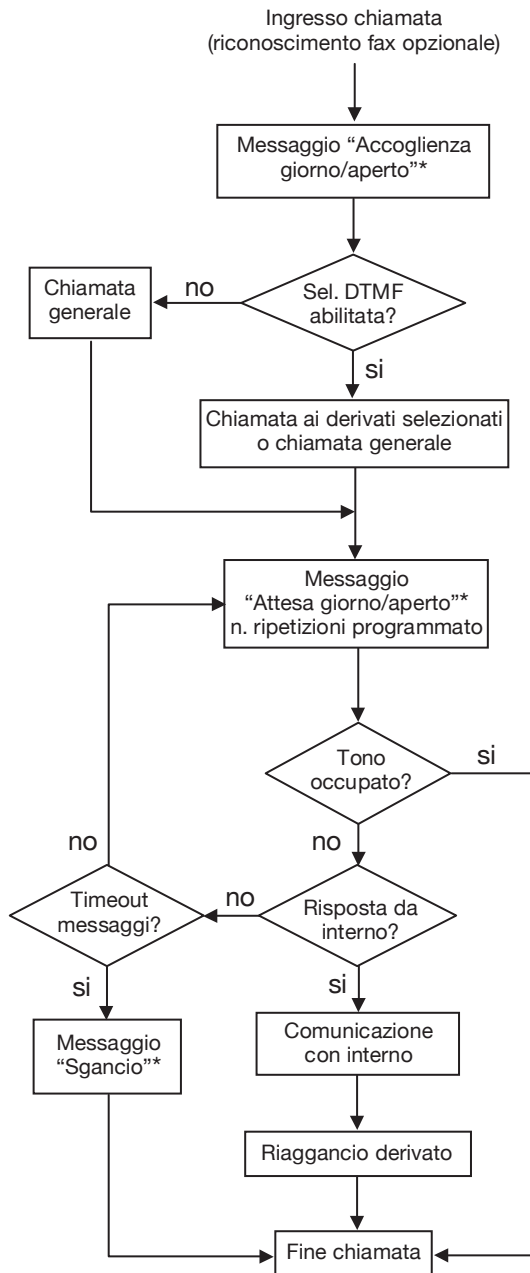 Ingresso chiamata
(riconoscimento fax opzionale)
Messaggio “Accoglienza
giorno/aperto”*
Sel. DTMF
abilitata?
no
Chiamata
generale
si
Chiamata ai derivati selezionati
o chiamata generale
Messaggio
“Attesa giorno/aperto”*
n. ripetizioni programmato
Tono
occupato?
si
no
Risposta da
interno?
no
Timeout
messaggi?
no
si
Messaggio
“Sgancio”*
si
Comunicazione
con interno
Riaggancio derivato
Fine chiamata